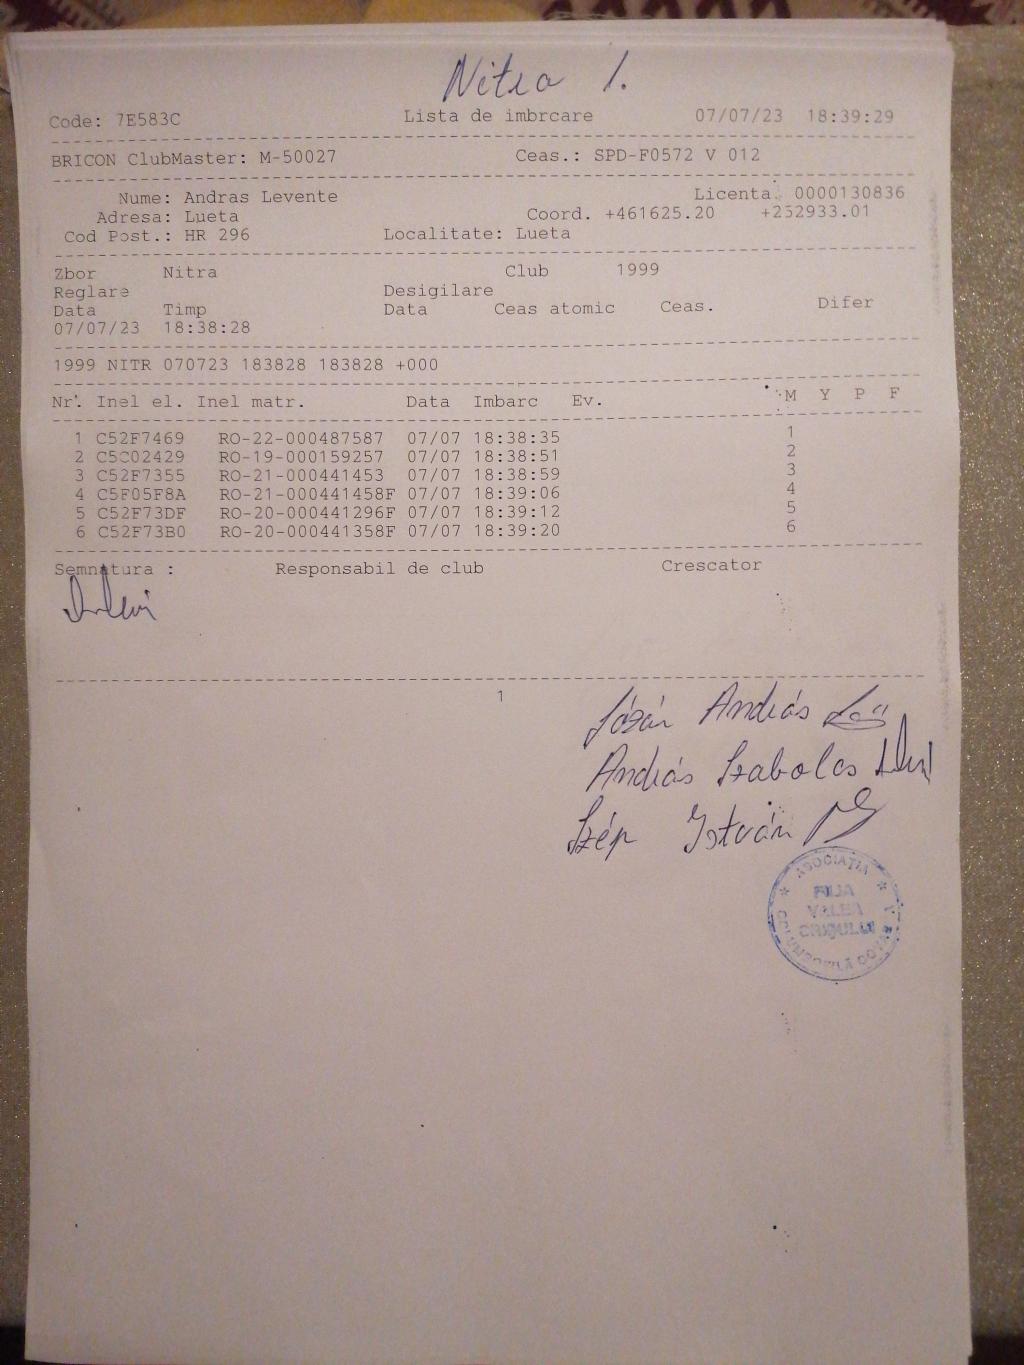 Nitra 1.
Code: 7E583C Lista de imbrcare 07/07/23 18:39:29
BRICON ClubMaster: M-50027 Ceas.: SPD-F0572 V 012
Nume: Andras Levente Licenta. 0000130836
Adresa: Lueta Coord. +461625.20 +252933.01
Cod Post.: HR 296 Localitate: Lueta
Zbor Nitra Club 1999
Reglare Desigilare
Data Timp Data Ceas atomic Ceas. Difer
07/07/23 18:38:28
1999 NITR 070723 183828 183828 +000
Nr. Inel el. Inel matr. Data Imbarc Ev. M Y P F
1 C52F7469 RO-22-000487587 07/07 18:38:35 1
2 C5C02429 RO-19-000159257 07/07 18:38:51 2
3 C52F7355 RO-21-000441453 07/07 18:38:59 3
4 C5F05F8A RO-21-000441458F 07/07 18:39:06 4
5 C52F73DF RO-20-000441296F 07/07 18:39:12 5
6 C52F73B0 RO-20-000441358F 07/07 18:39:20 6
Semnatura : Responsabil de club Crescator
1
András
András Szabolcs
Szép István
ASOCIAȚIA
FILIA
VALEA
CRIȘULUI